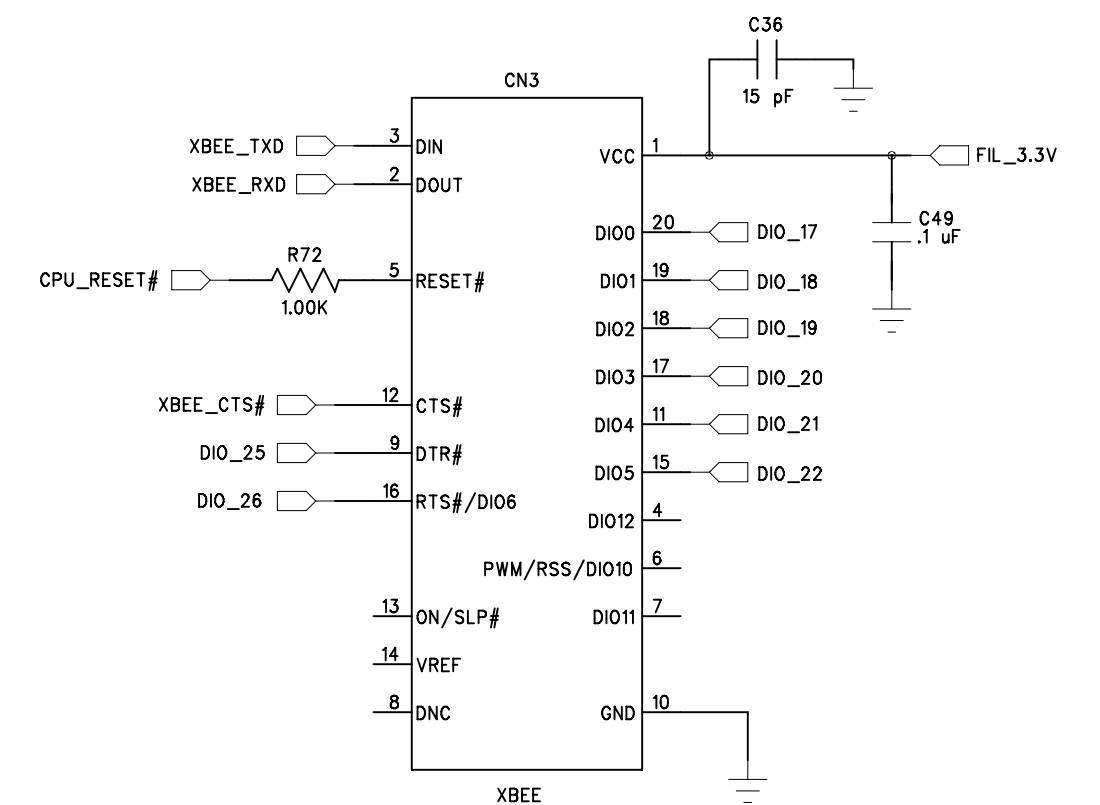 C36
15 pF
CN3
XBEE_TXD 3 DIN
VCC 1 FIL_3.3V
XBEE_RXD 2 DOUT
C49
.1 uF
DIO0 20 DIO_17
R72
CPU_RESET# 5 RESET#
1.00K
DIO1 19 DIO_18
DIO2 18 DIO_19
DIO3 17 DIO_20
XBEE_CTS# 12 CTS#
DIO4 11 DIO_21
DIO_25 9 DTR#
DIO5 15 DIO_22
DIO_26 16 RTS#/DIO6
DIO12 4
PWM/RSS/DIO10 6
13 ON/SLP#
DIO11 7
14 VREF
8 DNC
GND 10
XBEE